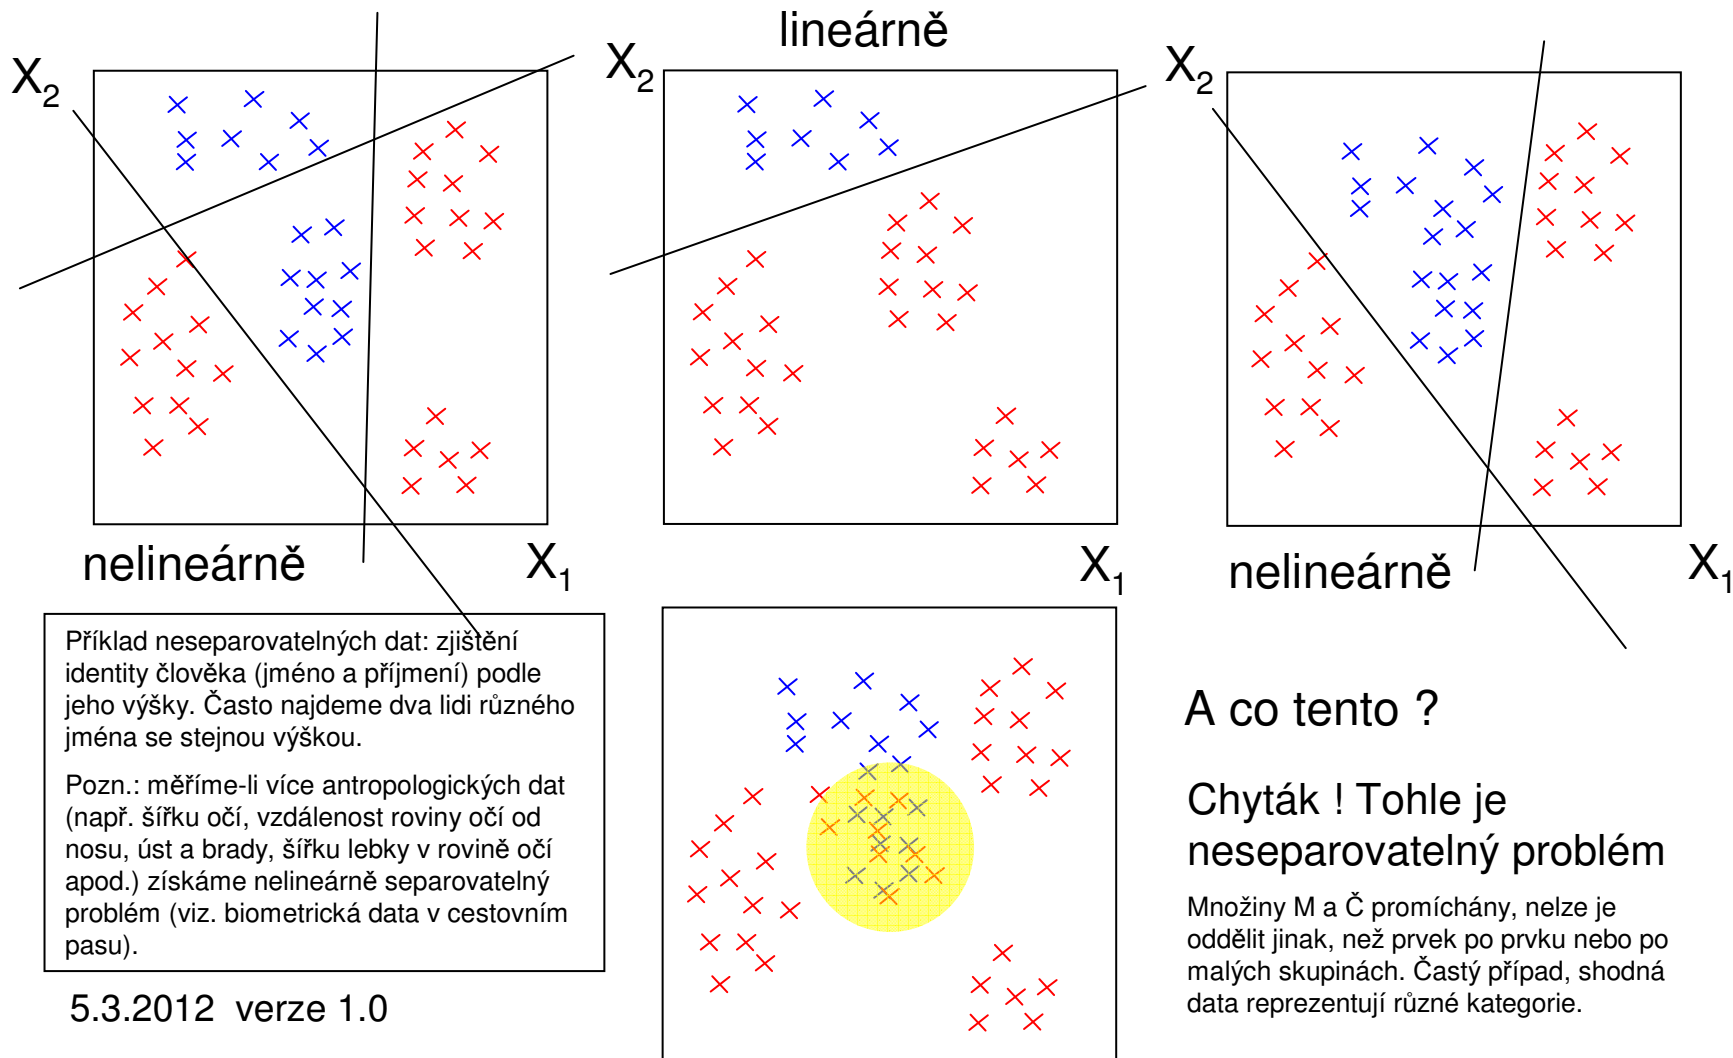 lineárně
X2
X2
X2
nelineárně
X1
X1
nelineárně
X1
Příklad neseparovatelných dat: zjištění
identity člověka (jméno a příjmení) podle
jeho výšky. Často najdeme dva lidi různého
jména se stejnou výškou.
Pozn.: měříme-li více antropologických dat
(např. šířku očí, vzdálenost roviny očí od
nosu, úst a brady, šířku lebky v rovině očí
apod.) získáme nelineárně separovatelný
problém (viz. biometrická data v cestovním
pasu).
5.3.2012 verze 1.0
A co tento ?
Chyták ! Tohle je
neseparovatelný problém
Množiny M a Č promíchány, nelze je
oddělit jinak, než prvek po prvku nebo po
malých skupinách. Častý případ, shodná
data reprezentují různé kategorie.